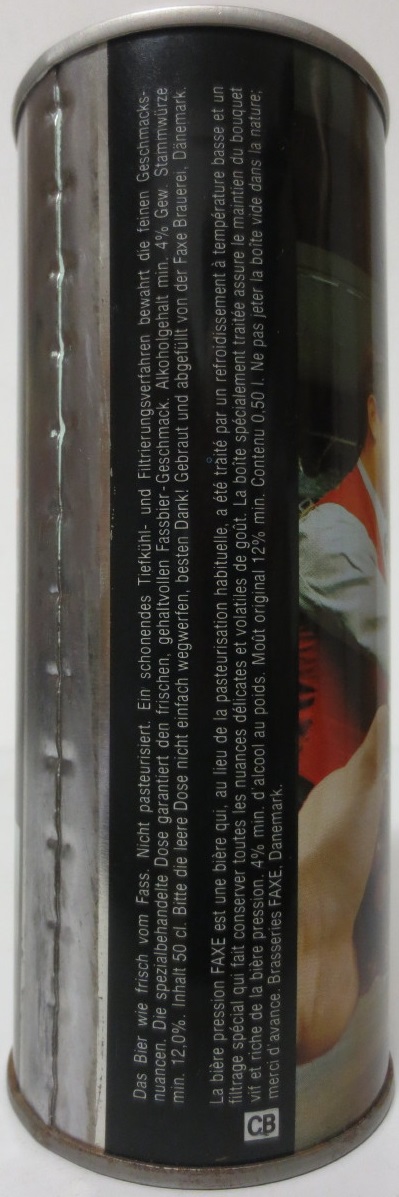 Das Bier wie frisch vom Fass. Nicht pasteurisiert. Ein schonendes Tiefkühl- und Filtrierungsverfahren bewahrt die feinen Geschmacks-
nuancen. Die spezialbehandelte Dose garantiert den frischen, gehaltvollen Fassbier-Geschmack. Alkoholgehalt min. 4% Gew. Stammwürze
min. 12,0%. Inhalt 50 cl. Bitte die leere Dose nicht einfach wegwerfen, besten Dank! Gebraut und abgefüllt von der Faxe Brauerei, Dänemark.
La bière pression FAXE est une bière qui, au lieu de la pasteurisation habituelle, a été traité par un refroidissement à température basse et un
filtrage spécial qui fait conserver toutes les nuances délicates et volatiles de goût. La boîte spécialement traitée assure le maintien du bouquet
vif et riche de la bière pression. 4% min. d'alcool au poids. Moût original 12% min. Contenu 0,50 l. Ne pas jeter la boîte vide dans la nature;
merci d'avance. Brasseries FAXE, Danemark.
CB